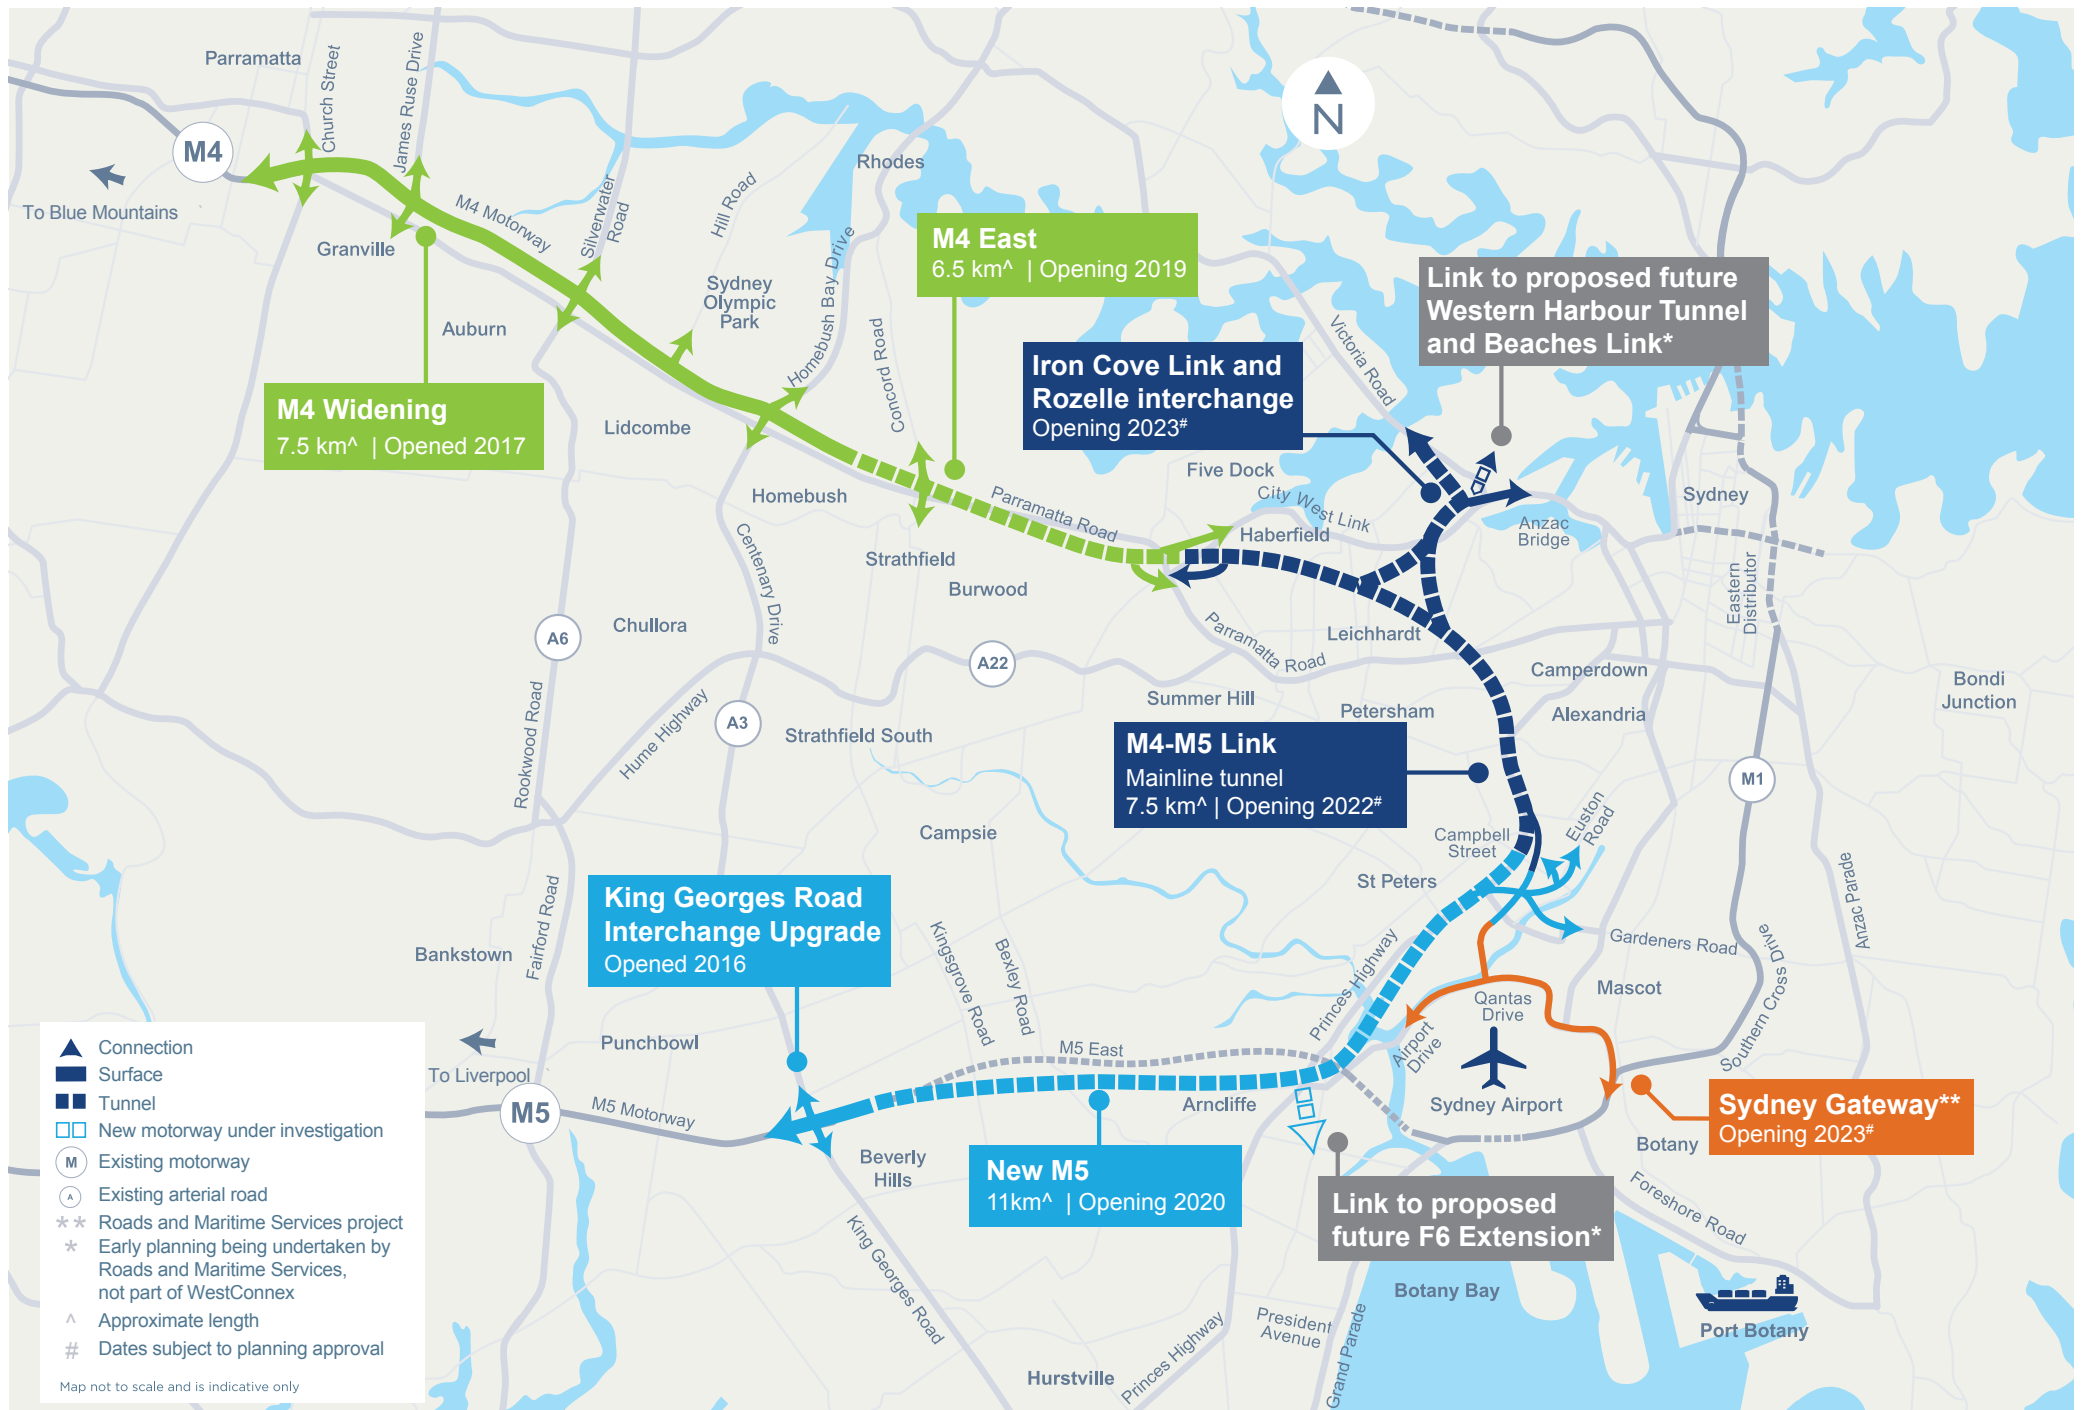 Parramatta
Church Street
James Ruse Drive
M4
To Blue Mountains
Granville
M4 Motorway
Silverwater
Road
Hill Road
Rhodes
Sydney
Olympic
Park
Homebush Bay Drive
Concord Road
Auburn
M4 East
6.5 km^ | Opening 2019
N
Link to proposed future
Western Harbour Tunnel
and Beaches Link*
Victoria Road
Iron Cove Link and
Rozelle interchange
Opening 2023#
M4 Widening
7.5 km^ | Opened 2017
Lidcombe
Homebush
Parramatta Road
Five Dock
City West Link
Haberfield
Anzac
Bridge
Sydney
Eastern
Distributor
Strathfield
Burwood
Centenary Drive
A6
Chullora
A22
Parramatta Road
Leichhardt
Camperdown
Bondi
Junction
Summer Hill
Petersham
Alexandria
Rookwood Road
Hume Highway
A3
Strathfield South
M4-M5 Link
Mainline tunnel
7.5 km^ | Opening 2022#
M1
Euston
Road
Campbell
Street
Campsie
St Peters
Anzac Parade
King Georges Road
Interchange Upgrade
Opened 2016
Fairford Road
Bankstown
Kingsgrove Road
Bexley Road
Princes Highway
Gardeners Road
Southern Cross Drive
Mascot
Qantas
Drive
Airport
Drive
Punchbowl
M5 East
To Liverpool
M5
M5 Motorway
Arncliffe
Sydney Airport
Sydney Gateway**
Opening 2023#
Botany
Beverly
Hills
New M5
11km^ | Opening 2020
Link to proposed
future F6 Extension*
Foreshore Road
King Georges Road
Botany Bay
Port Botany
President
Avenue
Princes Highway
Grand Parade
Hurstville
Connection
Surface
Tunnel
New motorway under investigation
M Existing motorway
A Existing arterial road
** Roads and Maritime Services project
* Early planning being undertaken by
Roads and Maritime Services,
not part of WestConnex
^ Approximate length
# Dates subject to planning approval
Map not to scale and is indicative only